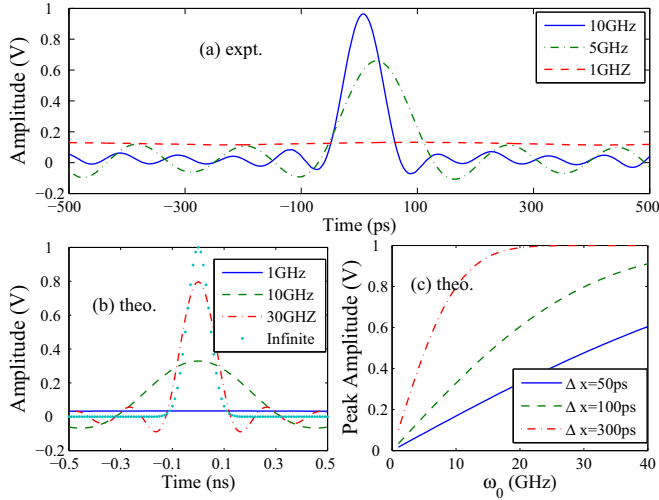 1
0.8
0.6
0.4
0.2
0
−0.2
Amplitude (V)
(a) expt.
10GHz
5GHz
1GHZ
−500
−300
−100
100
300
500
Time (ps)
1
0.8
0.6
0.4
0.2
0
−0.2
Amplitude (V)
(b) theo.
1GHz
10GHz
30GHZ
Infinite
−0.5
−0.3
−0.1
0.1
0.3
0.5
Time (ns)
1
0.8
0.6
0.4
0.2
0
Peak Amplitude (V)
(c) theo.
Δ x=50ps
Δ x=100ps
Δ x=300ps
0
10
20
30
40
ω0 (GHz)